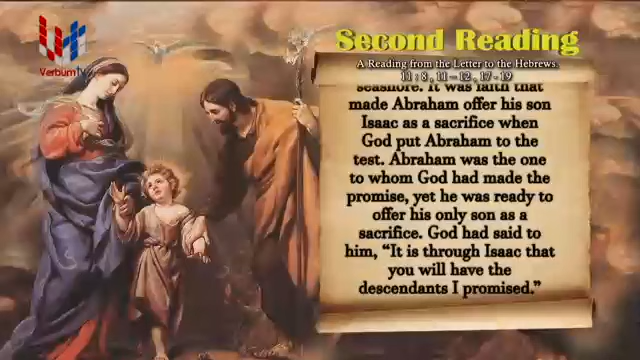 VerbumTV
Second Reading
A Reading from the Letter to the Hebrews.
11 : 8, 11 – 12, 17 - 19
seashore. It was faith that
made Abraham offer his son
Isaac as a sacrifice when
God put Abraham to the
test. Abraham was the one
to whom God had made the
promise, yet he was ready to
offer his only son as a
sacrifice. God had said to
him, “It is through Isaac that
you will have the
descendants I promised.”